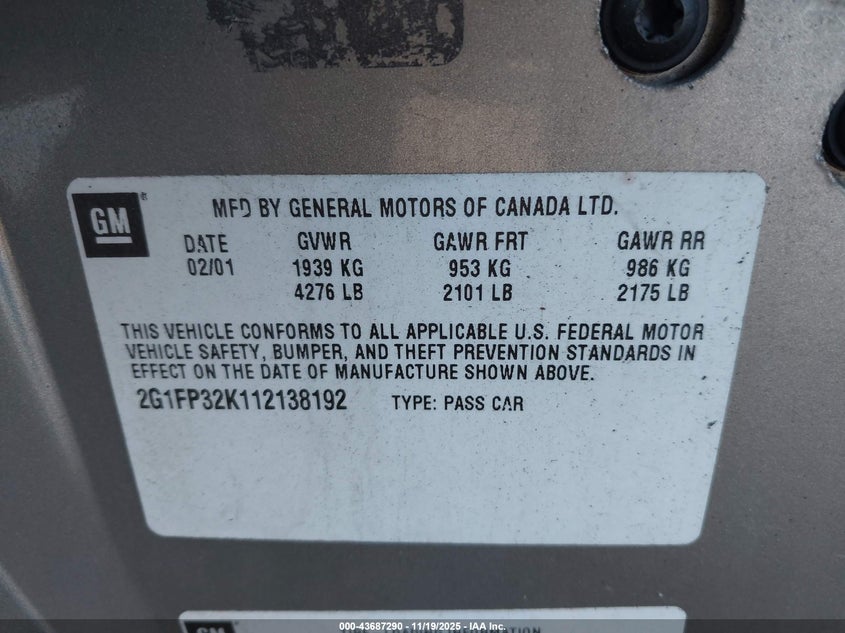 GM
MFD BY GENERAL MOTORS OF CANADA LTD.
DATE GVWR GAWR FRT GAWR RR
02/01 1939 KG 953 KG 986 KG
4276 LB 2101 LB 2175 LB
THIS VEHICLE CONFORMS TO ALL APPLICABLE U.S. FEDERAL MOTOR
VEHICLE SAFETY, BUMPER, AND THEFT PREVENTION STANDARDS IN
EFFECT ON THE DATE OF MANUFACTURE SHOWN ABOVE.
2G1FP32K112138192 TYPE: PASS CAR
GM
000-43687290 - 11/19/2025 - IAA Inc.